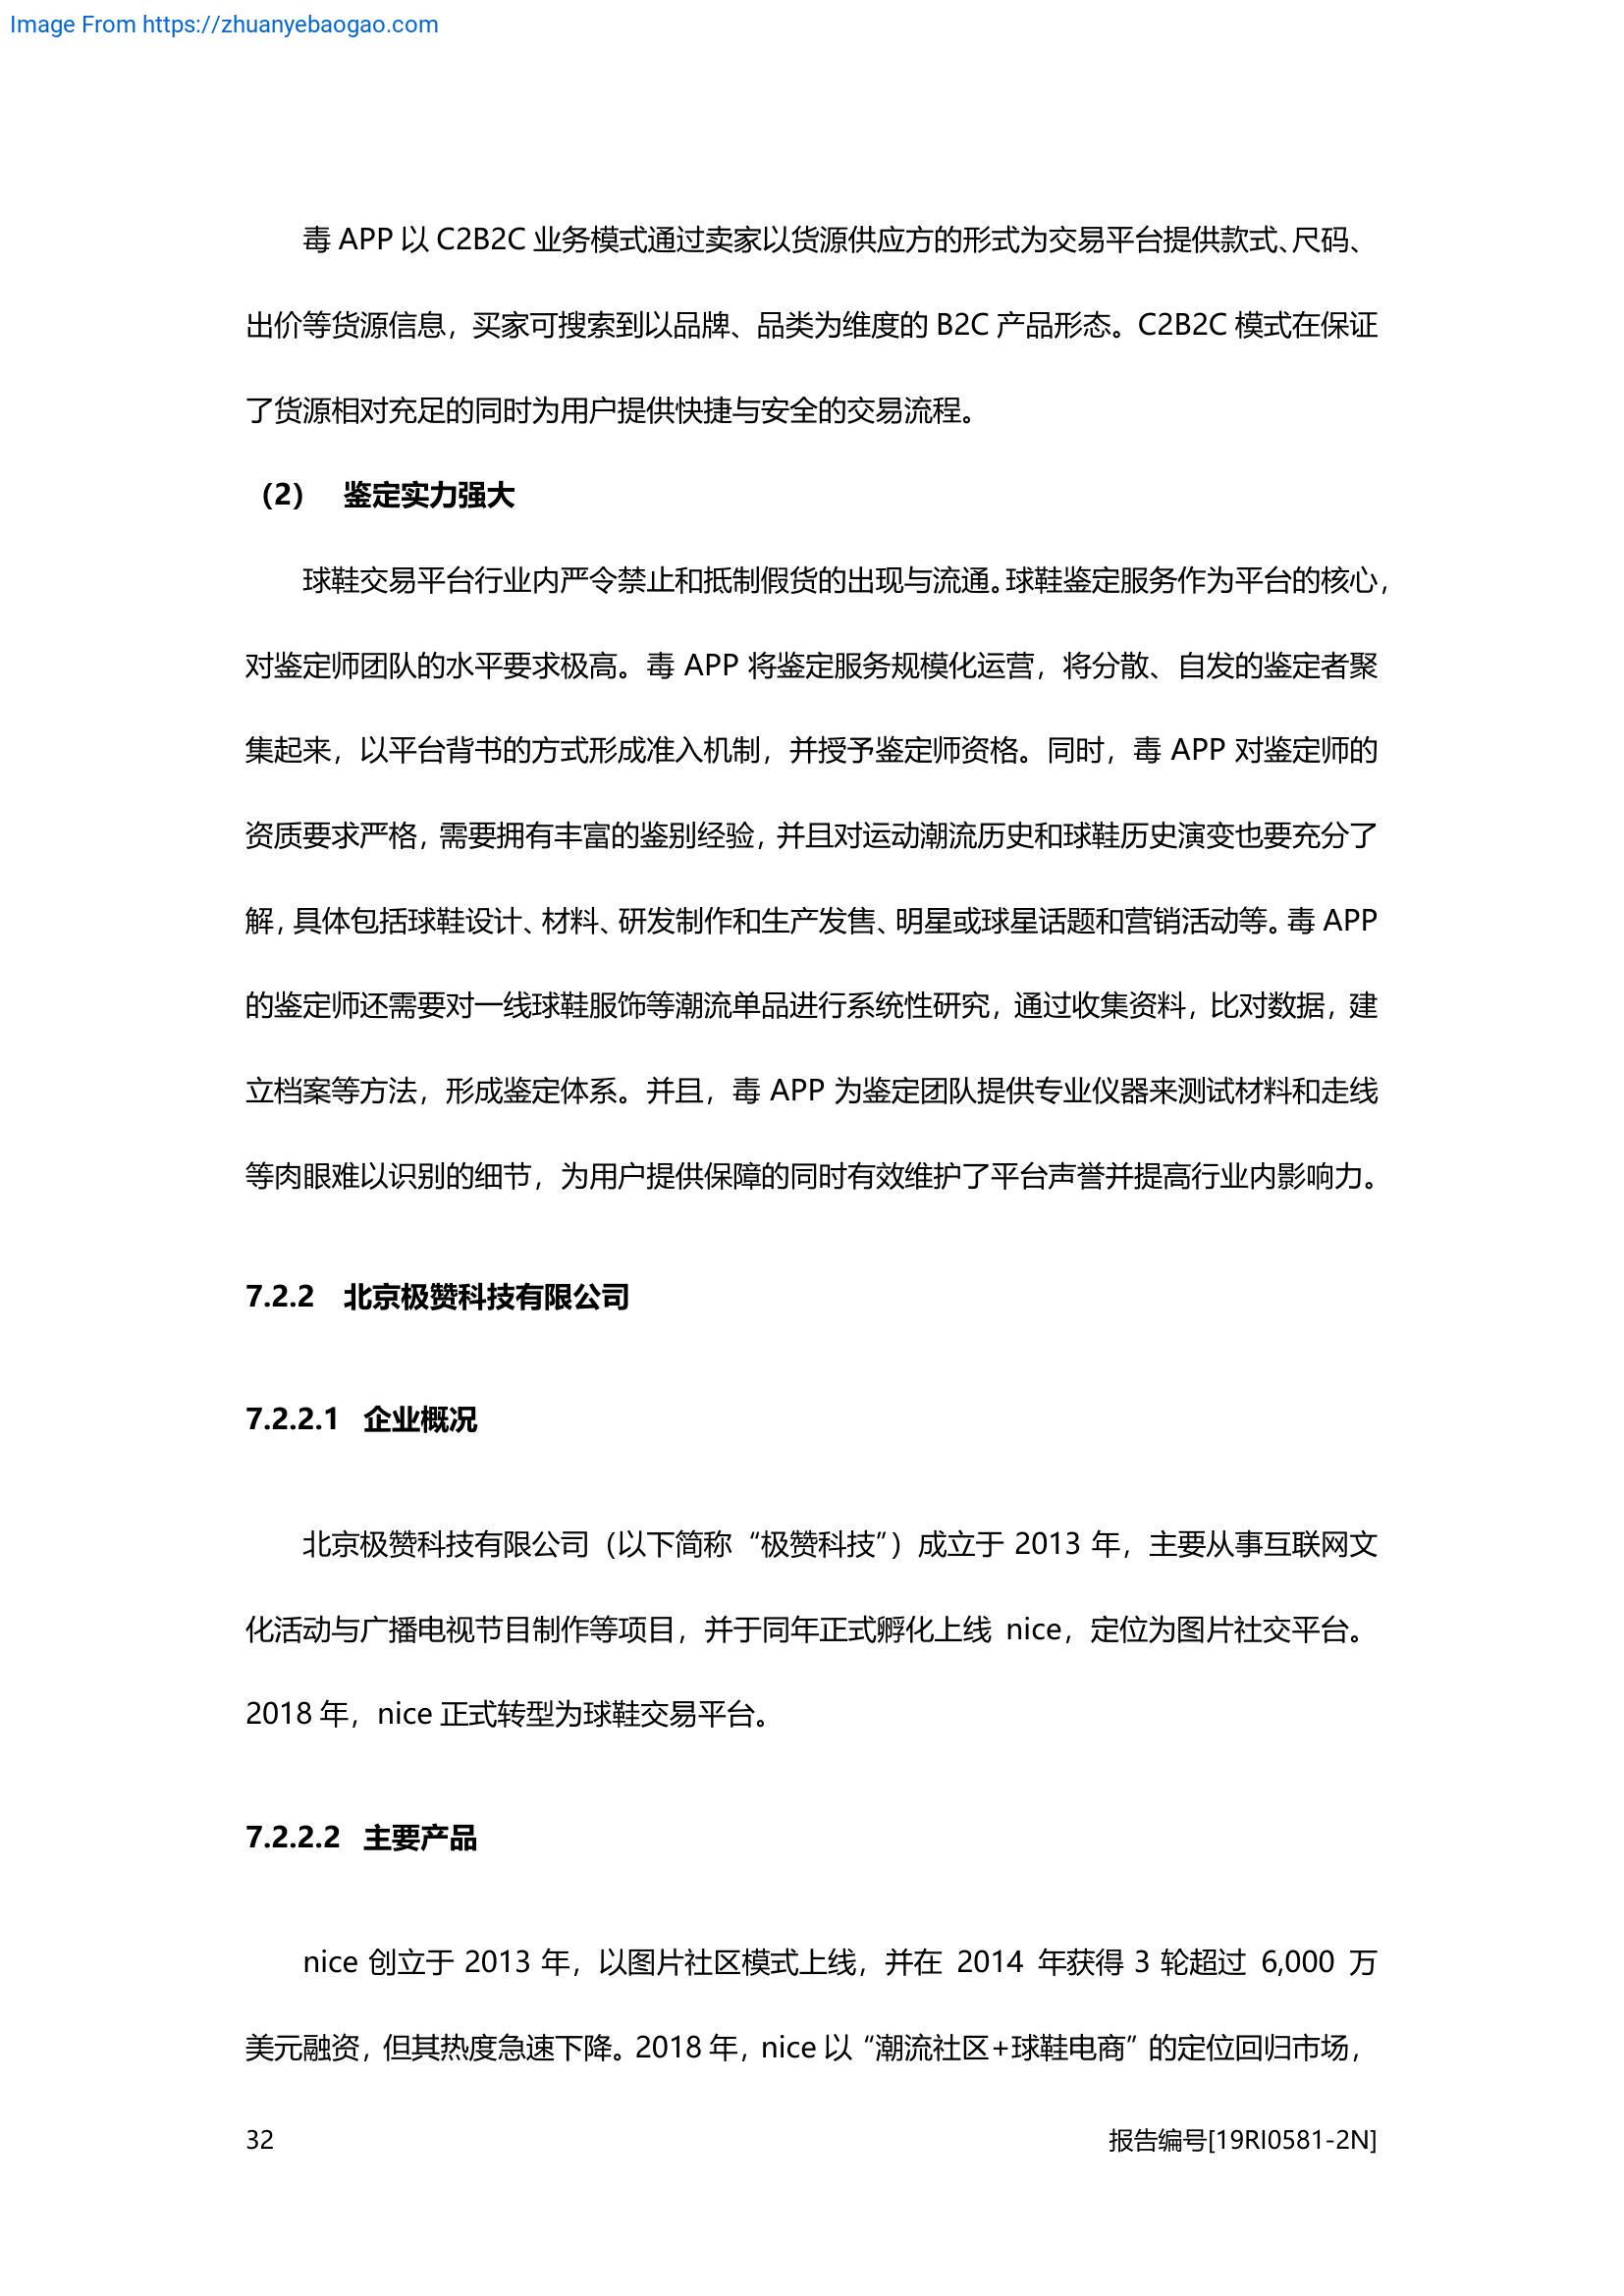 Image From https://zhuanyebaogao.com
毒 APP 以 C2B2C 业务模式通过卖家以货源供应方的形式为交易平台提供款式、尺码、
出价等货源信息，买家可搜索到以品牌、品类为维度的 B2C 产品形态。C2B2C 模式在保证
了货源相对充足的同时为用户提供快捷与安全的交易流程。
（2） 鉴定实力强大
球鞋交易平台行业内严令禁止和抵制假货的出现与流通。球鞋鉴定服务作为平台的核心，
对鉴定师团队的水平要求极高。毒 APP 将鉴定服务规模化运营，将分散、自发的鉴定者聚
集起来，以平台背书的方式形成准入机制，并授予鉴定师资格。同时，毒 APP 对鉴定师的
资质要求严格，需要拥有丰富的鉴别经验，并且对运动潮流历史和球鞋历史演变也要充分了
解，具体包括球鞋设计、材料、研发制作和生产发售、明星或球星话题和营销活动等。毒 APP
的鉴定师还需要对一线球鞋服饰等潮流单品进行系统性研究，通过收集资料，比对数据，建
立档案等方法，形成鉴定体系。并且，毒 APP 为鉴定团队提供专业仪器来测试材料和走线
等肉眼难以识别的细节，为用户提供保障的同时有效维护了平台声誉并提高行业内影响力。
7.2.2 北京极赞科技有限公司
7.2.2.1 企业概况
北京极赞科技有限公司（以下简称“极赞科技”）成立于 2013 年，主要从事互联网文
化活动与广播电视节目制作等项目，并于同年正式孵化上线 nice，定位为图片社交平台。
2018 年，nice 正式转型为球鞋交易平台。
7.2.2.2 主要产品
nice 创立于 2013 年，以图片社区模式上线，并在 2014 年获得 3 轮超过 6,000 万
美元融资，但其热度急速下降。2018 年，nice 以“潮流社区+球鞋电商”的定位回归市场，
32 报告编号[19RI0581-2N]